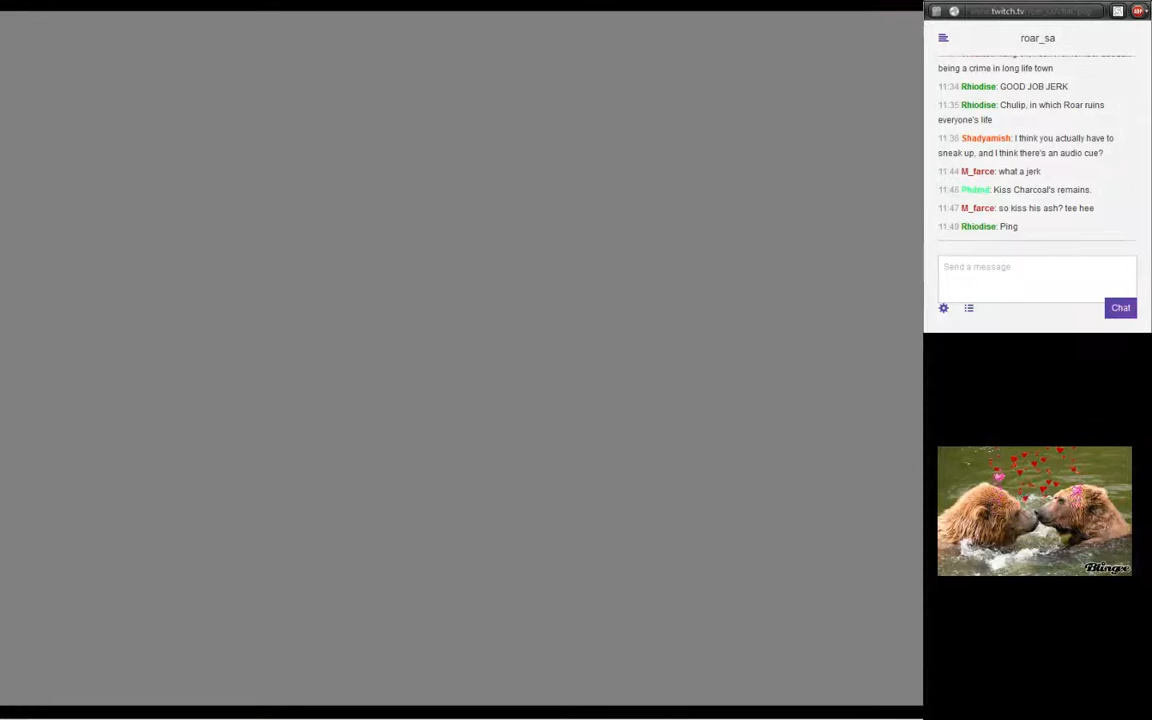 www.twitch.tv
ABP
roar_sa
being a crime in long life town
11:34 Rhiodise: GOOD JOB JERK
11:35 Rhiodise: Chulip, in which Roar ruins
everyone's life
11:36 Shadyamish: I think you actually have to
sneak up, and I think there's an audio cue?
11:44 M_farce: what a jerk
11:46 Kiss Charcoal's remains.
11:47 M_farce: so kiss his ash? tee hee
11:49 Rhiodise: Ping
Send a message
Chat
Blingee